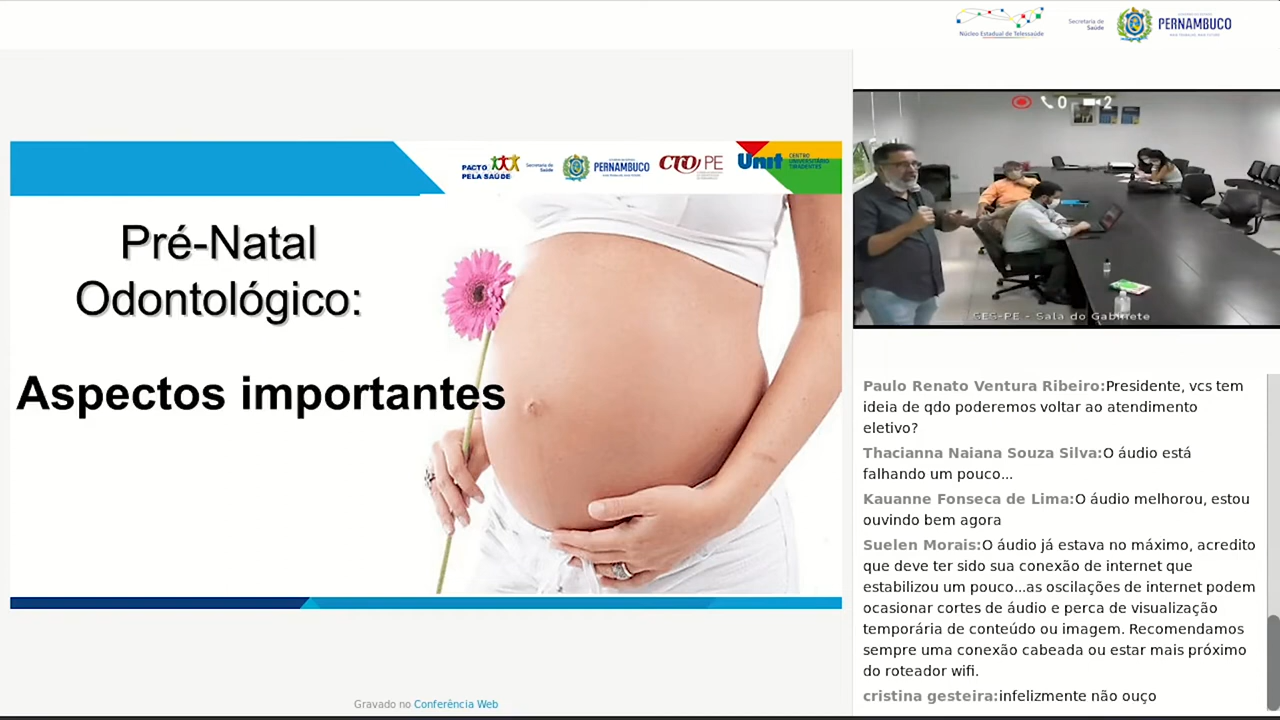 Núcleo Estadual de Telessaúde
Secretaria de
Saúde
PERNAMBUCO
PACTO
PELA SAÚDE
Secretaria de
Saúde
PERNAMBUCO
CRO PE
Unit
CENTRO
UNIVERSITÁRIO
TIRADENTES
Pré-Natal
Odontológico:
Aspectos importantes
0 2
SES-PE - Sala do Gabinete
Paulo Renato Ventura Ribeiro:Presidente, vcs tem
ideia de qdo poderemos voltar ao atendimento
eletivo?
Thacianna Naiana Souza Silva:O áudio está
falhando um pouco...
Kauanne Fonseca de Lima:O áudio melhorou, estou
ouvindo bem agora
Suelen Morais:O áudio já estava no máximo, acredito
que deve ter sido sua conexão de internet que
estabilizou um pouco...as oscilações de internet podem
ocasionar cortes de áudio e perca de visualização
temporária de conteúdo ou imagem. Recomendamos
sempre uma conexão cabeada ou estar mais próximo
do roteador wifi.
cristina gesteira:infelizmente não ouço
Gravado no Conferência Web